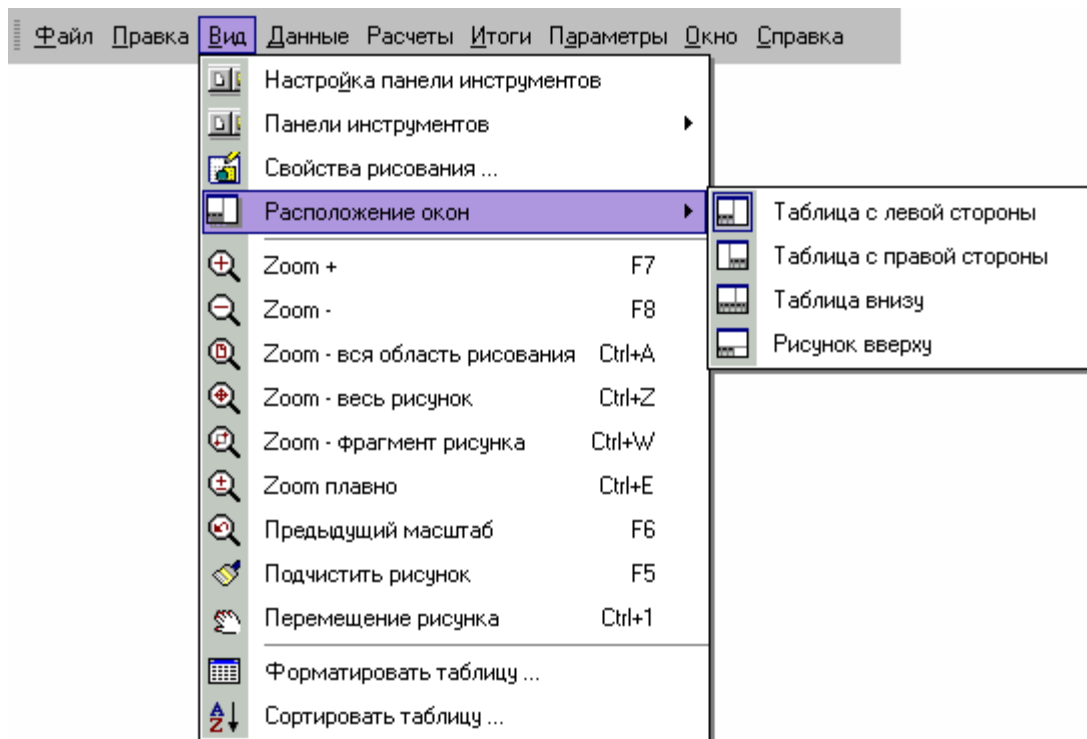 Файл Правка Вид Данные Расчеты Итоги Параметры Окно Справка
Настройка панели инструментов
Панели инструментов
Свойства рисования ...
Расположение окон
Таблица с левой стороны
Таблица с правой стороны
Таблица внизу
Рисунок вверху
Zoom + F7
Zoom - F8
Zoom - вся область рисования Ctrl+A
Zoom - весь рисунок Ctrl+Z
Zoom - фрагмент рисунка Ctrl+W
Zoom плавно Ctrl+E
Предыдущий масштаб F6
Подчистить рисунок F5
Перемещение рисунка Ctrl+1
Форматировать таблицу ...
Сортировать таблицу ...